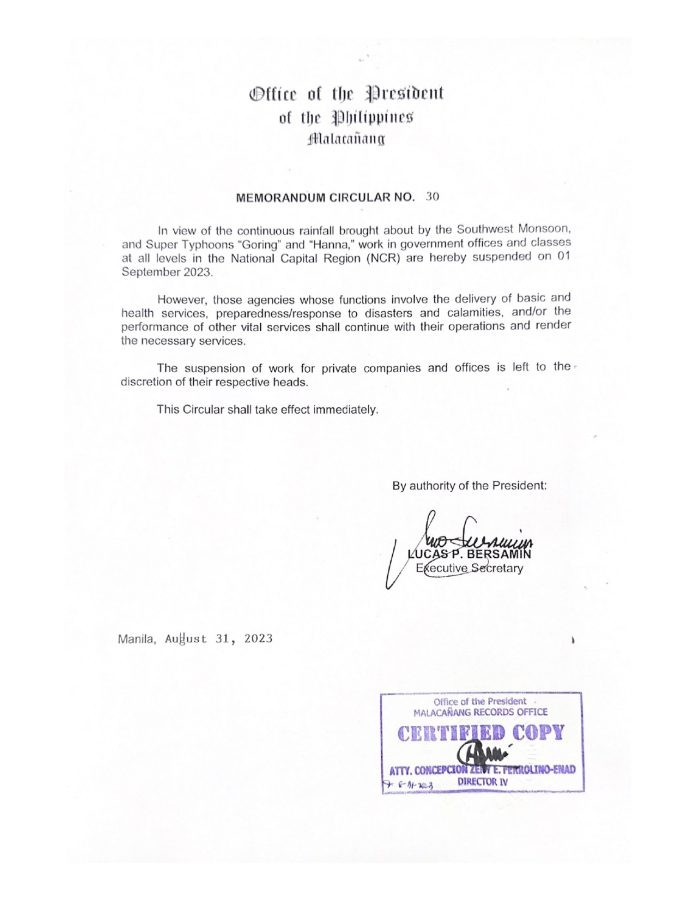 Office of the President
of the Philippines
Malacañang
MEMORANDUM CIRCULAR NO. 30
In view of the continuous rainfall brought about by the Southwest Monsoon,
and Super Typhoons "Goring" and "Hanna," work in government offices and classes
at all levels in the National Capital Region (NCR) are hereby suspended on 01
September 2023.
However, those agencies whose functions involve the delivery of basic and
health services, preparedness/response to disasters and calamities, and/or the
performance of other vital services shall continue with their operations and render
the necessary services.
The suspension of work for private companies and offices is left to the
discretion of their respective heads.
This Circular shall take effect immediately.
By authority of the President:
LUCAS P. BERSAMIN
Executive Secretary
Manila, August 31, 2023
Office of the President
MALACAÑANG RECORDS OFFICE
CERTIFIED COPY
ATTY. CONCEPCION ZENY E. FERROLINO-ENAD
DIRECTOR IV